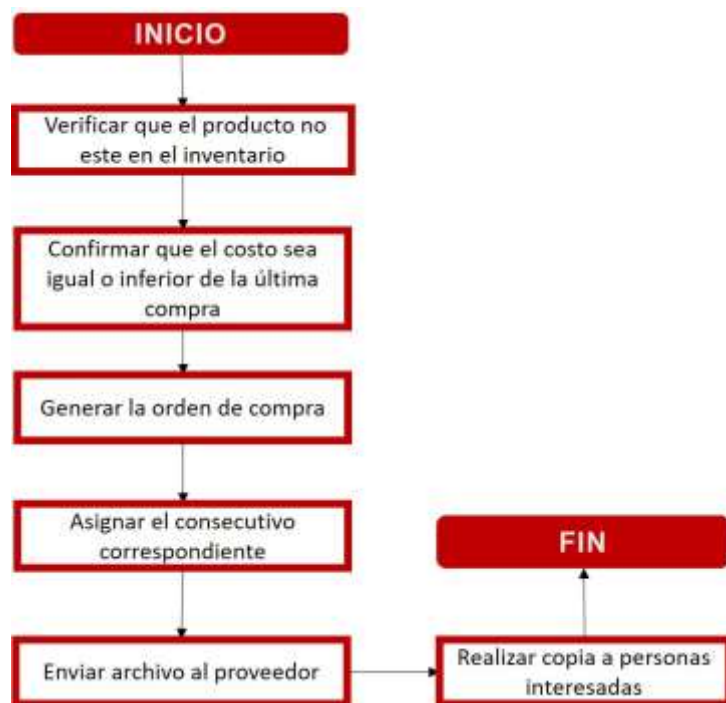 INICIO
Verificar que el producto no
este en el inventario
Confirmar que el costo sea
igual o inferior de la última
compra
Generar la orden de compra
Asignar el consecutivo
correspondiente
Enviar archivo al proveedor
Realizar copia a personas
interesadas
FIN